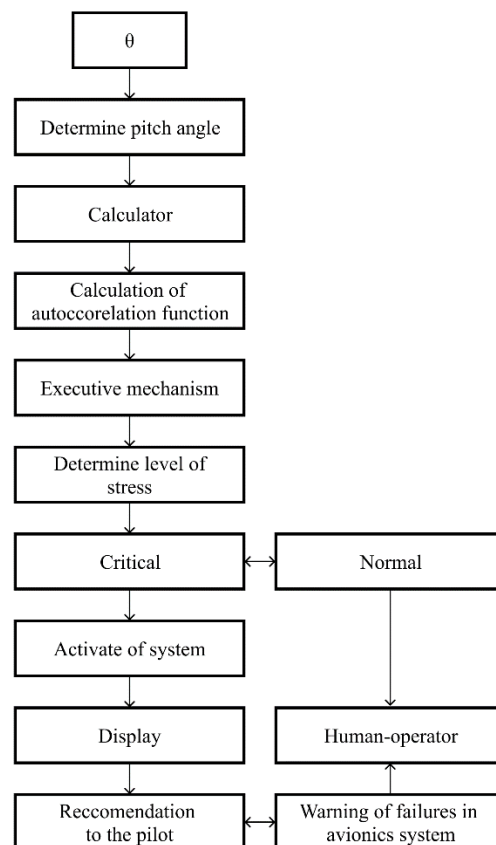 θ
Determine pitch angle
Calculator
Calculation of
autoccorelation function
Executive mechanism
Determine level of
stress
Critical
Normal
Activate of system
Display
Human-operator
Reccomendation
to the pilot
Warning of failures in
avionics system